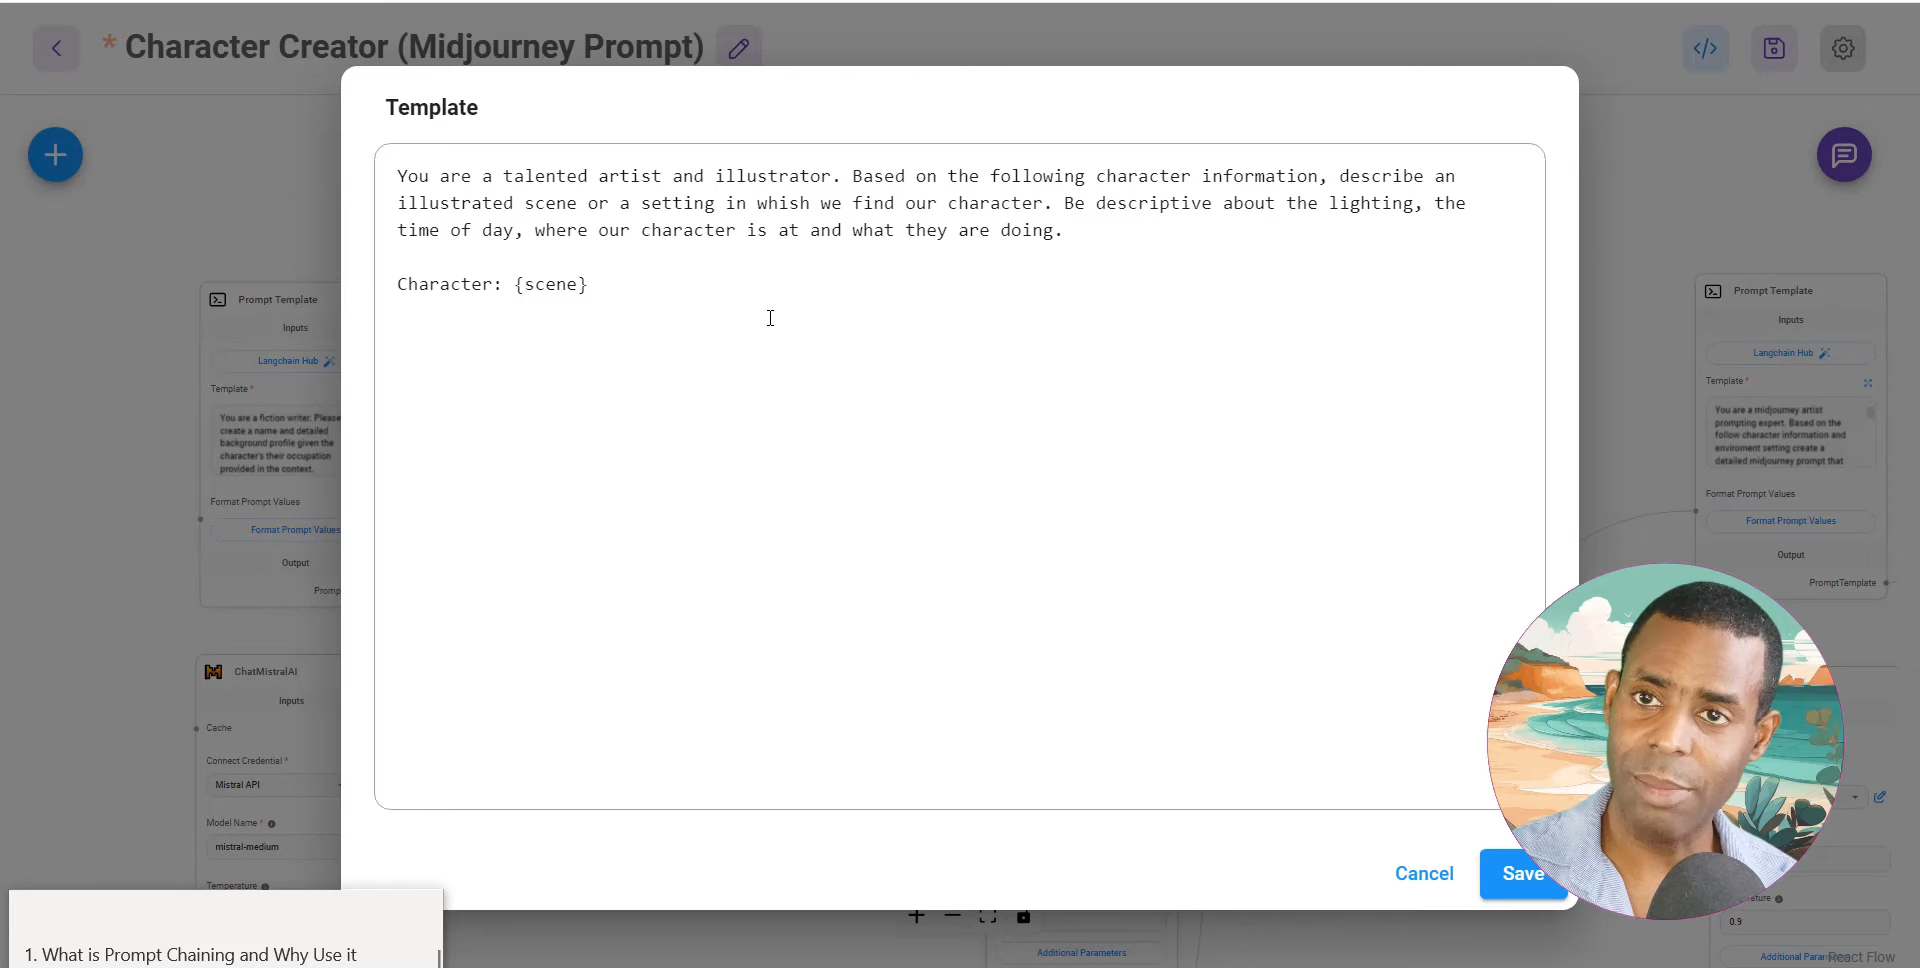 * Character Creator (Midjourney Prompt)
Template
You are a talented artist and illustrator. Based on the following character information, describe an
illustrated scene or a setting in whish we find our character. Be descriptive about the lighting, the
time of day, where our character is at and what they are doing.
Character: {scene}
Cancel
Save
Prompt Template
Inputs
Langchain Hub
Template *
You are a fiction writer. Please
create a name and detailed
background profile given the
character's their occupation
provided in the context.
Format Prompt Values
Format Prompt Values
Output
Promp
ChatMistralAI
Inputs
Cache
Connect Credential *
Mistral API
Model Name *
mistral-medium
Temperature
1. What is Prompt Chaining and Why Use it
Prompt Template
Inputs
Langchain Hub
Template *
You are a midjourney artist
prompting expert. Based on the
follow character information and
enviroment setting create a
detailed midjourney prompt that
Format Prompt Values
Format Prompt Values
Output
PromptTemplate
ature
0.9
Additional Param
React Flow
Additional Parameters